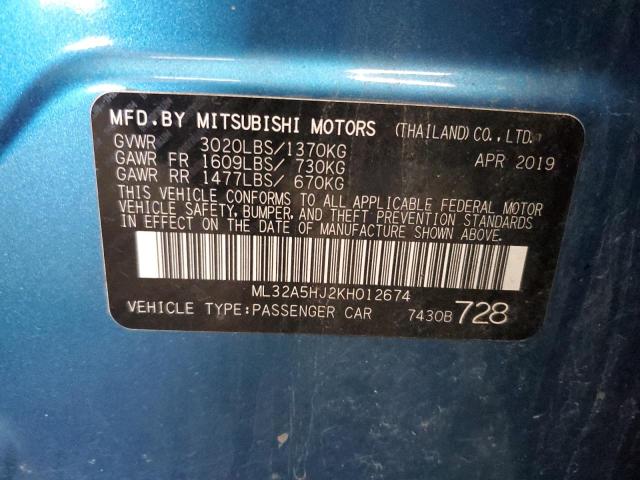 MFD.BY MITSUBISHI MOTORS (THAILAND) CO., LTD.
GVWR 3020LBS/1370KG APR 2019
GAWR FR 1609LBS/ 730KG
GAWR RR 1477LBS/ 670KG
THIS VEHICLE CONFORMS TO ALL APPLICABLE FEDERAL MOTOR
VEHICLE SAFETY, BUMPER, AND THEFT PREVENTION STANDARDS
IN EFFECT ON THE DATE OF MANUFACTURE SHOWN ABOVE.
ML32A5HJ2KH012674
VEHICLE TYPE:PASSENGER CAR 7430B 728